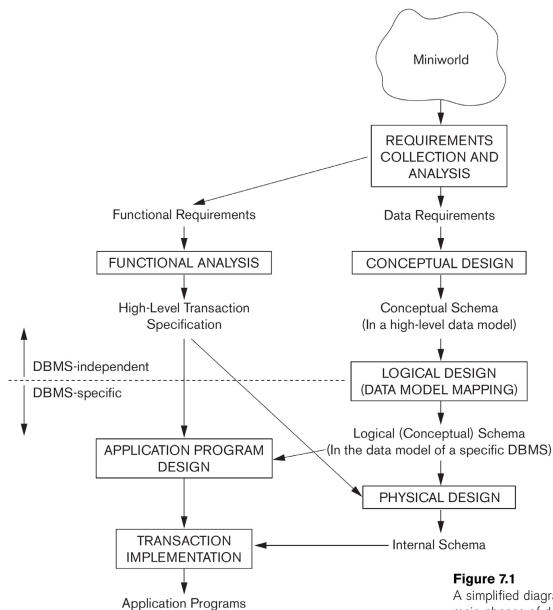 Miniworld
REQUIREMENTS
COLLECTION AND
ANALYSIS
Functional Requirements
Data Requirements
FUNCTIONAL ANALYSIS
CONCEPTUAL DESIGN
High-Level Transaction
Specification
Conceptual Schema
(In a high-level data model)
DBMS-independent
LOGICAL DESIGN
(DATA MODEL MAPPING)
DBMS-specific
Logical (Conceptual) Schema
(In the data model of a specific DBMS)
APPLICATION PROGRAM
DESIGN
PHYSICAL DESIGN
TRANSACTION
IMPLEMENTATION
Internal Schema
Application Programs
Figure 7.1
A simplified diagra